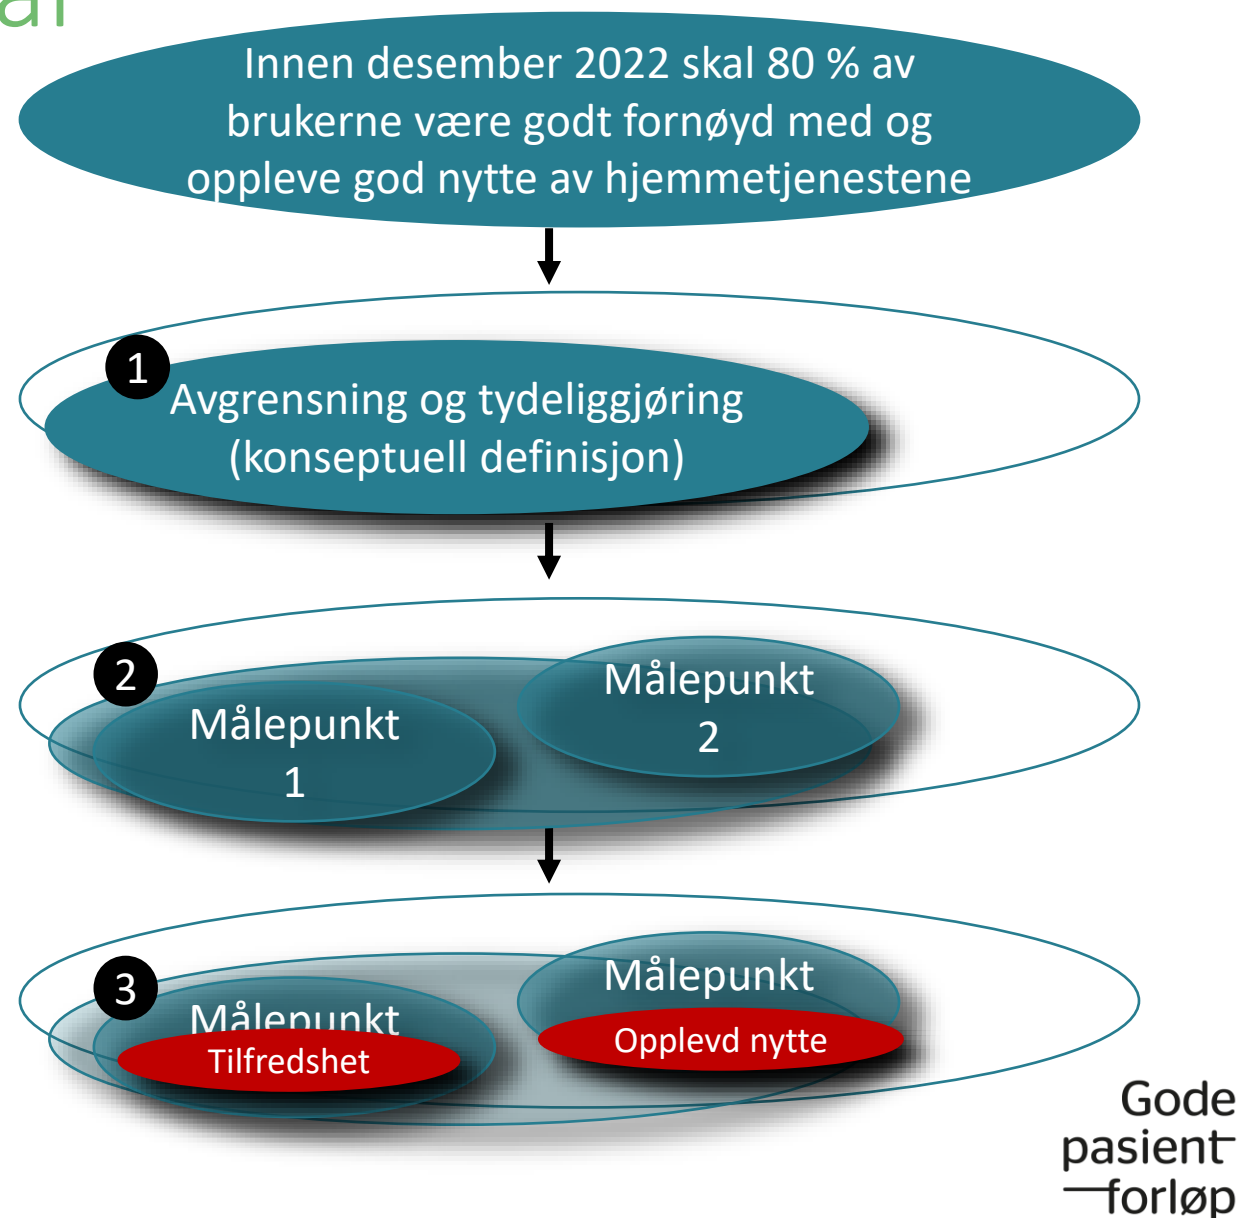 Innen desember 2022 skal 80 % av
brukerne være godt fornøyd med og
oppleve god nytte av hjemmetjenestene
1
Avgrensning og tydeliggjøring
(konseptuell definisjon)
2
Målepunkt
1
Målepunkt
2
3
Målepunkt
Tilfredshet
Målepunkt
Opplevd nytte
Gode
pasient
forløp